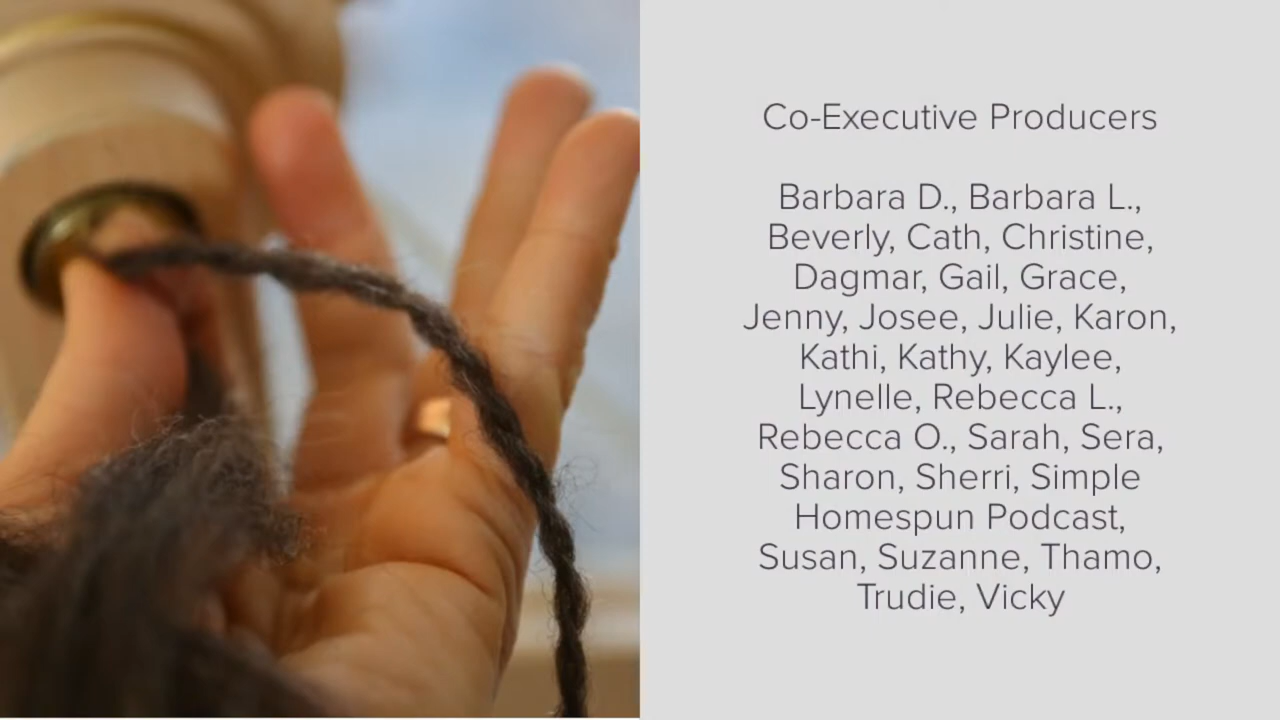 Co-Executive Producers
Barbara D., Barbara L.,
Beverly, Cath, Christine,
Dagmar, Gail, Grace,
Jenny, Josee, Julie, Karon,
Kathi, Kathy, Kaylee,
Lynelle, Rebecca L.,
Rebecca O., Sarah, Sera,
Sharon, Sherri, Simple
Homespun Podcast,
Susan, Suzanne, Thamo,
Trudie, Vicky